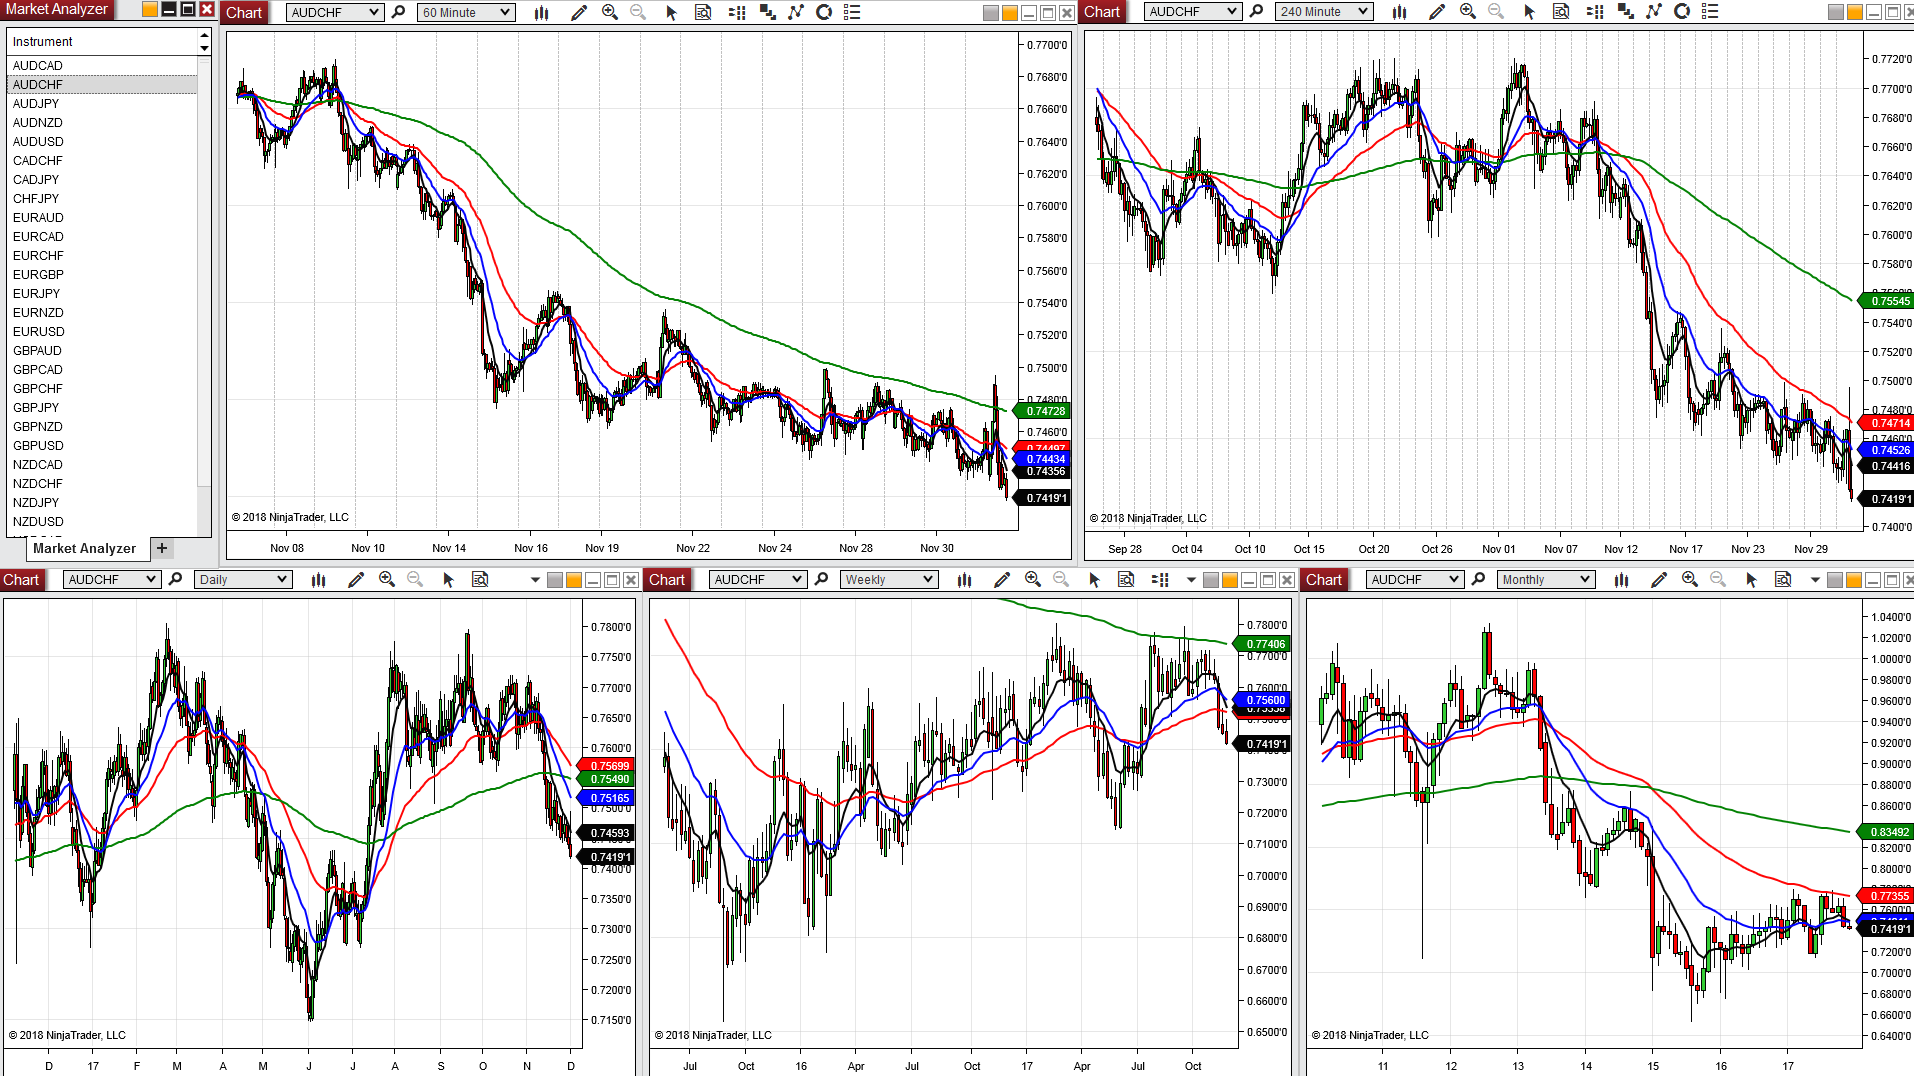 Market Analyzer
Instrument
AUDCAD
AUDCHF
AUDJPY
AUDNZD
AUDUSD
CADCHF
CADJPY
CHFJPY
EURAUD
EURCAD
EURCHF
EURGBP
EURJPY
EURNZD
EURUSD
GBPAUD
GBPCAD
GBPCHF
GBPJPY
GBPNZD
GBPUSD
NZDCAD
NZDCHF
NZDJPY
NZDUSD
Market Analyzer +
Chart AUDCHF 60 Minute
0.7700'0
0.7680'0
0.7660'0
0.7640'0
0.7620'0
0.7600'0
0.7580'0
0.7560'0
0.7540'0
0.7520'0
0.7500'0
0.7480'0
0.74728
0.7460'0
0.74434
0.74356
0.7419'1
© 2018 NinjaTrader, LLC
Nov 08 Nov 10 Nov 14 Nov 16 Nov 19 Nov 22 Nov 24 Nov 28 Nov 30
Chart AUDCHF 240 Minute
0.7720'0
0.7700'0
0.7680'0
0.7660'0
0.7640'0
0.7620'0
0.7600'0
0.7580'0
0.75545
0.7540'0
0.7520'0
0.7500'0
0.7480'0
0.74714
0.74526
0.74416
0.7419'1
0.7400'0
© 2018 NinjaTrader, LLC
Sep 28 Oct 04 Oct 10 Oct 15 Oct 20 Oct 26 Nov 01 Nov 07 Nov 12 Nov 17 Nov 23 Nov 29
Chart AUDCHF Daily
0.7800'0
0.7750'0
0.7700'0
0.7650'0
0.7600'0
0.75699
0.75490
0.75165
0.7500'0
0.74593
0.7419'1
0.7400'0
0.7350'0
0.7300'0
0.7250'0
0.7200'0
0.7150'0
© 2018 NinjaTrader, LLC
D 17 F M A M J J A S O N D
Chart AUDCHF Weekly
0.7800'0
0.77406
0.7700'0
0.75600
0.7419'1
0.7300'0
0.7200'0
0.7100'0
0.7000'0
0.6900'0
0.6800'0
0.6700'0
0.6600'0
0.6500'0
© 2018 NinjaTrader, LLC
Jul Oct 16 Apr Jul Oct 17 Apr Jul Oct
Chart AUDCHF Monthly
1.0400'0
1.0200'0
1.0000'0
0.9800'0
0.9600'0
0.9400'0
0.9200'0
0.9000'0
0.8800'0
0.8600'0
0.83492
0.8200'0
0.8000'0
0.77355
0.7600'0
0.7419'1
0.7200'0
0.7000'0
0.6800'0
0.6600'0
0.6400'0
© 2018 NinjaTrader, LLC
11 12 13 14 15 16 17